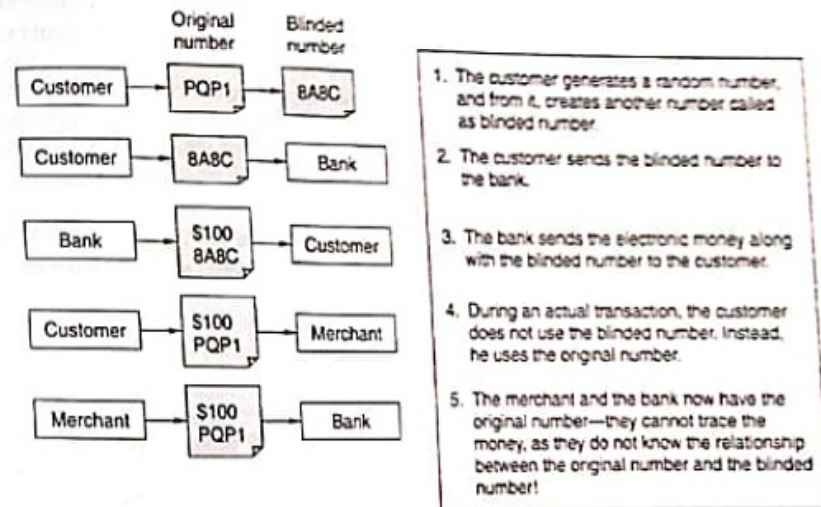 Original number
Blinded number
Customer
PQP1
8A8C
Customer
8A8C
Bank
Bank
$100
8A8C
Customer
Customer
$100
PQP1
Merchant
Merchant
$100
PQP1
Bank
1. The customer generates a random number,
and from it, creates another number called
as blinded number.
2. The customer sends the blinded number to
the bank.
3. The bank sends the electronic money along
with the blinded number to the customer.
4. During an actual transaction, the customer
does not use the blinded number. Instead,
he uses the original number.
5. The merchant and the bank now have the
original number—they cannot trace the
money, as they do not know the relationship
between the original number and the blinded
number!